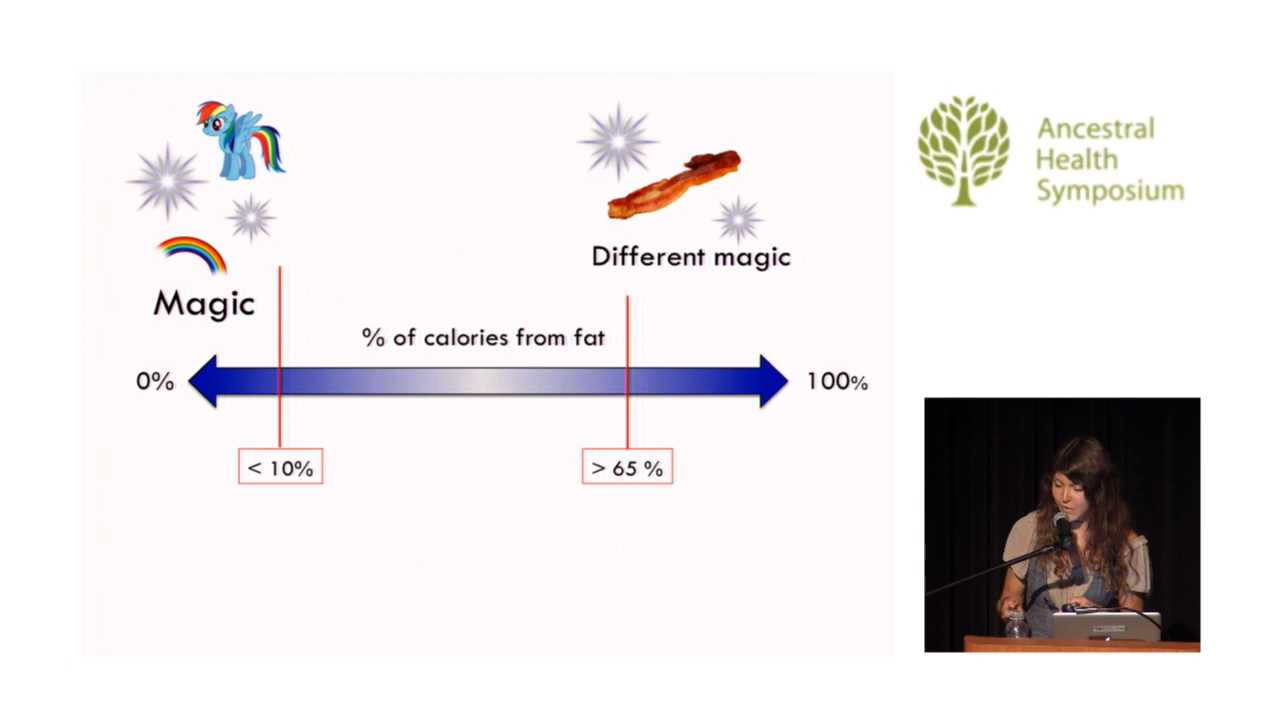 Magic
Different magic
% of calories from fat
0%
100%
< 10%
> 65 %
Ancestral
Health
Symposium